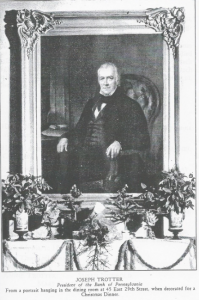 JOSEPH TROTTER
President of the Bank of Pennsylvania
From a portrait hanging in the dining room at 45 East 29th Street, when decorated for a
Chemists Dinner.